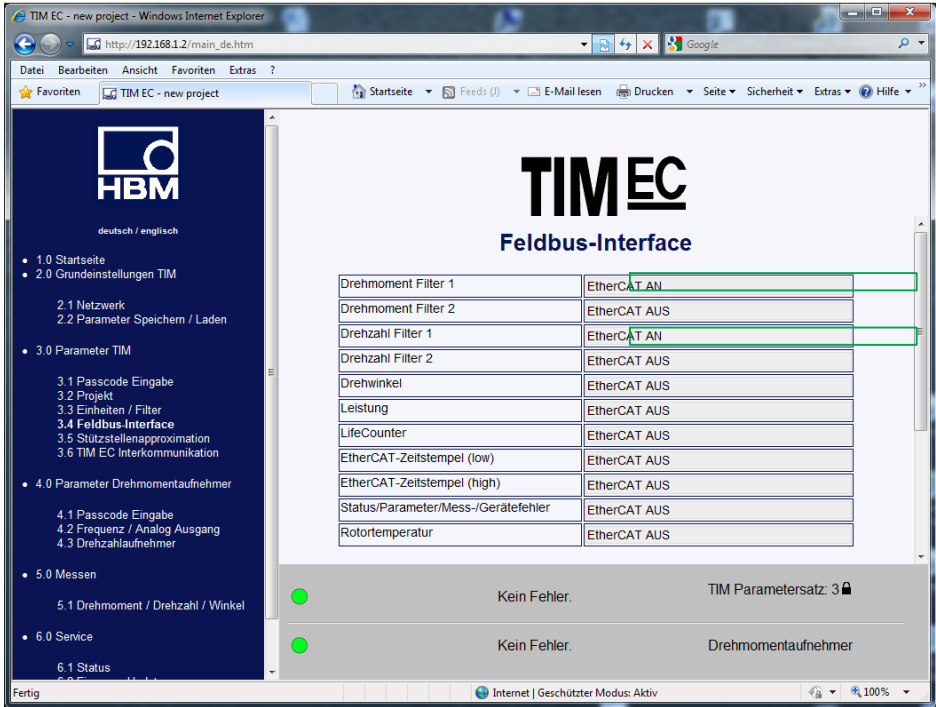 TIM EC - new project - Windows Internet Explorer
http://192.168.1.2/main_de.htm
Google
Datei Bearbeiten Ansicht Favoriten Extras ?
Favoriten TIM EC - new project Startseite Feeds (J) E-Mail lesen Drucken Seite Sicherheit Extras Hilfe
HBM
deutsch / englisch
1.0 Startseite
2.0 Grundeinstellungen TIM
2.1 Netzwerk
2.2 Parameter Speichern / Laden
3.0 Parameter TIM
3.1 Passcode Eingabe
3.2 Projekt
3.3 Einheiten / Filter
3.4 Feldbus-Interface
3.5 Stützstellenapproximation
3.6 TIM EC Interkommunikation
4.0 Parameter Drehmomentaufnehmer
4.1 Passcode Eingabe
4.2 Frequenz / Analog Ausgang
4.3 Drehzahlaufnehmer
5.0 Messen
5.1 Drehmoment / Drehzahl / Winkel
6.0 Service
6.1 Status
TIM EC
Feldbus-Interface
Drehmoment Filter 1 EtherCAT AN
Drehmoment Filter 2 EtherCAT AUS
Drehzahl Filter 1 EtherCAT AN
Drehzahl Filter 2 EtherCAT AUS
Drehwinkel EtherCAT AUS
Leistung EtherCAT AUS
LifeCounter EtherCAT AUS
EtherCAT-Zeitstempel (low) EtherCAT AUS
EtherCAT-Zeitstempel (high) EtherCAT AUS
Status/Parameter/Mess-/Gerätefehler EtherCAT AUS
Rotortemperatur EtherCAT AUS
Kein Fehler. TIM Parametersatz: 3
Kein Fehler. Drehmomentaufnehmer
Fertig Internet | Geschützter Modus: Aktiv 100%